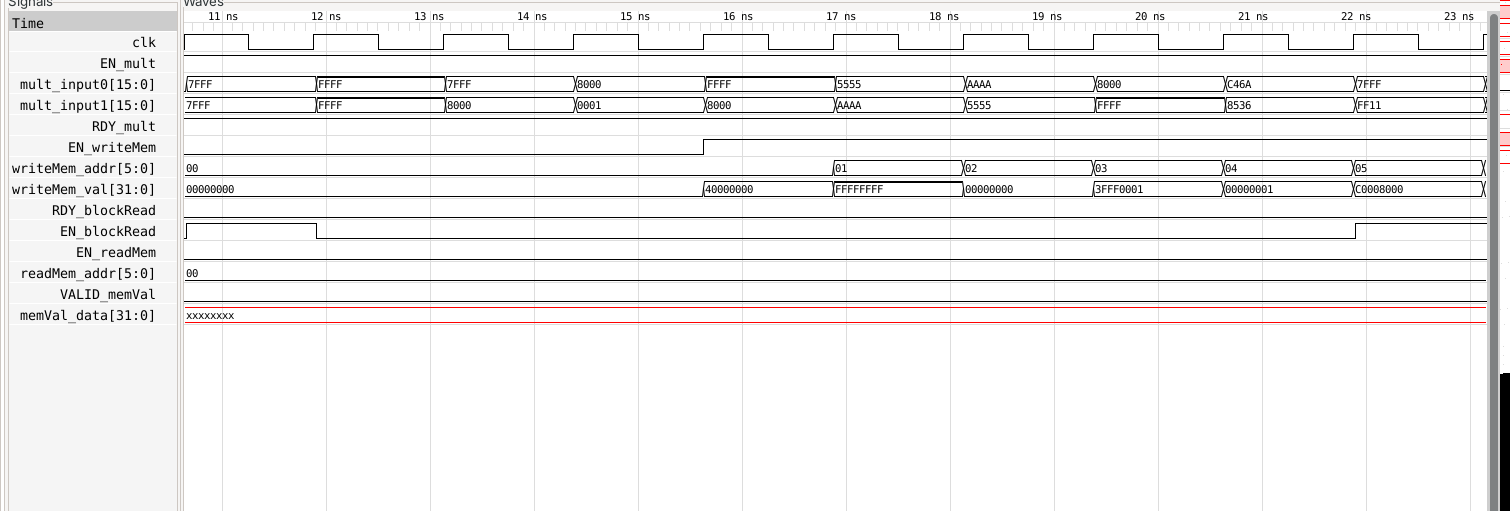 Signals
Waves
Time
11 ns 12 ns 13 ns 14 ns 15 ns 16 ns 17 ns 18 ns 19 ns 20 ns 21 ns 22 ns 23 ns
clk
EN_mult
mult_input0[15:0] 7FFF FFFF 7FFF 8000 FFFF 5555 AAAA 8000 C46A 7FFF
mult_input1[15:0] 7FFF FFFF 8000 0001 8000 AAAA 5555 FFFF 8536 FF11
RDY_mult
EN_writeMem
writeMem_addr[5:0] 00 01 02 03 04 05
writeMem_val[31:0] 00000000 40000000 FFFFFFFF 00000000 3FFF0001 00000001 C0008000
RDY_blockRead
EN_blockRead
EN_readMem
readMem_addr[5:0] 00
VALID_memVal
memVal_data[31:0] xxxxxxxx